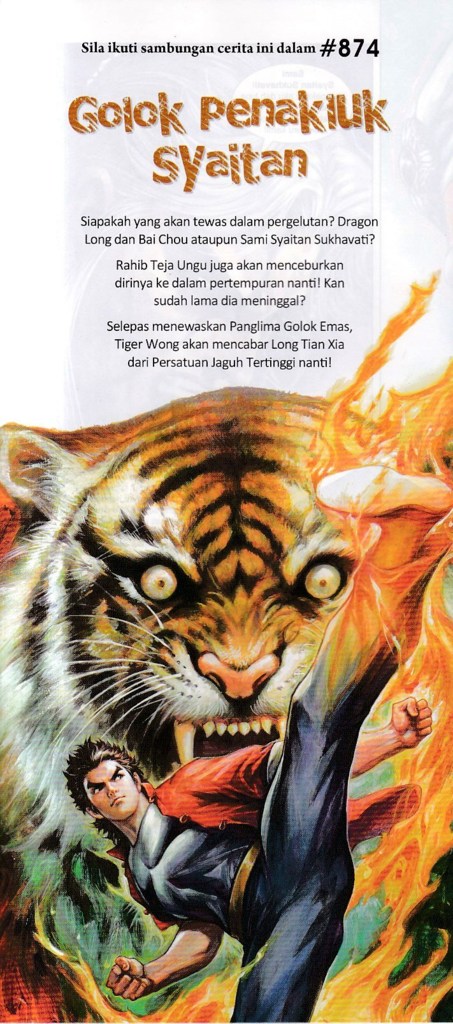 Sila ikuti sambungan cerita ini dalam #874
Golok Penakluk
Syaitan
Siapakah yang akan tewas dalam pergelutan? Dragon
Long dan Bai Chou ataupun Sami Syaitan Sukhavati?
Rahib Teja Ungu juga akan menceburkan
dirinya ke dalam pertempuran nanti! Kan
sudah lama dia meninggal?
Selepas menewaskan Panglima Golok Emas,
Tiger Wong akan mencabar Long Tian Xia
dari Persatuan Jaguh Tertinggi nanti!